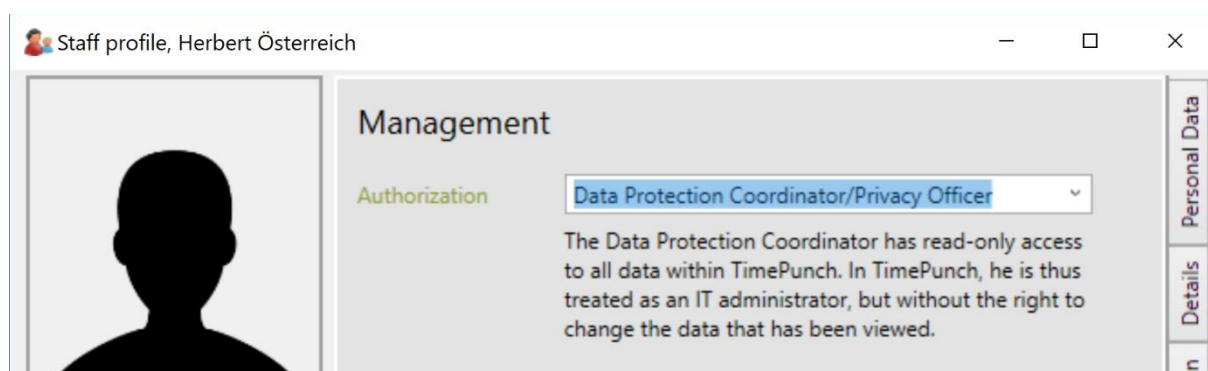 Staff profile, Herbert Österreich
Management
Authorization
Data Protection Coordinator/Privacy Officer
The Data Protection Coordinator has read-only access
to all data within TimePunch. In TimePunch, he is thus
treated as an IT administrator, but without the right to
change the data that has been viewed.
Personal Data
Details